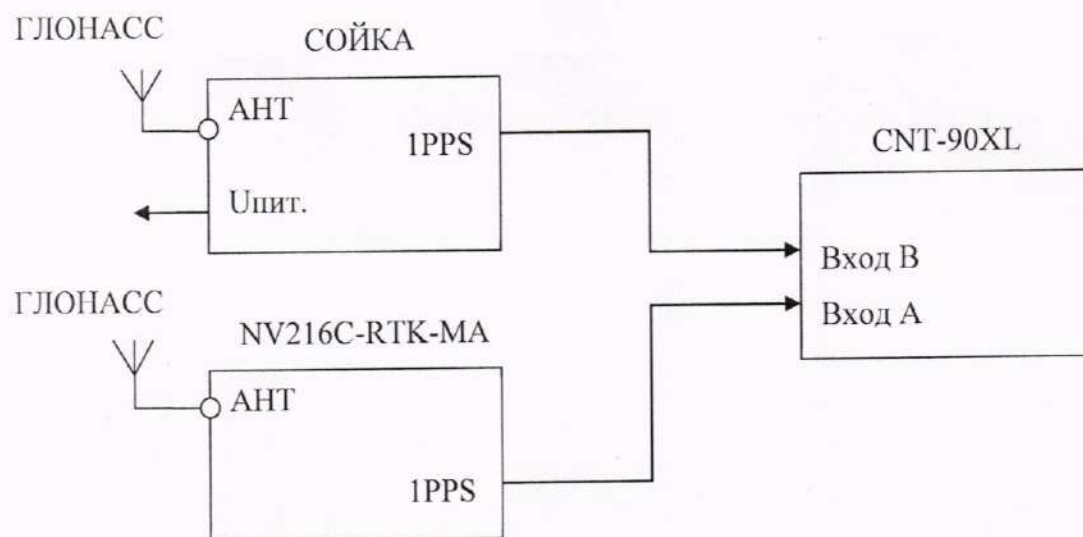 ГЛОНАСС
СОЙКА
АНТ
1PPS
Uпит.
CNT-90XL
Вход В
Вход А
ГЛОНАСС
NV216C-RTK-MA
АНТ
1PPS